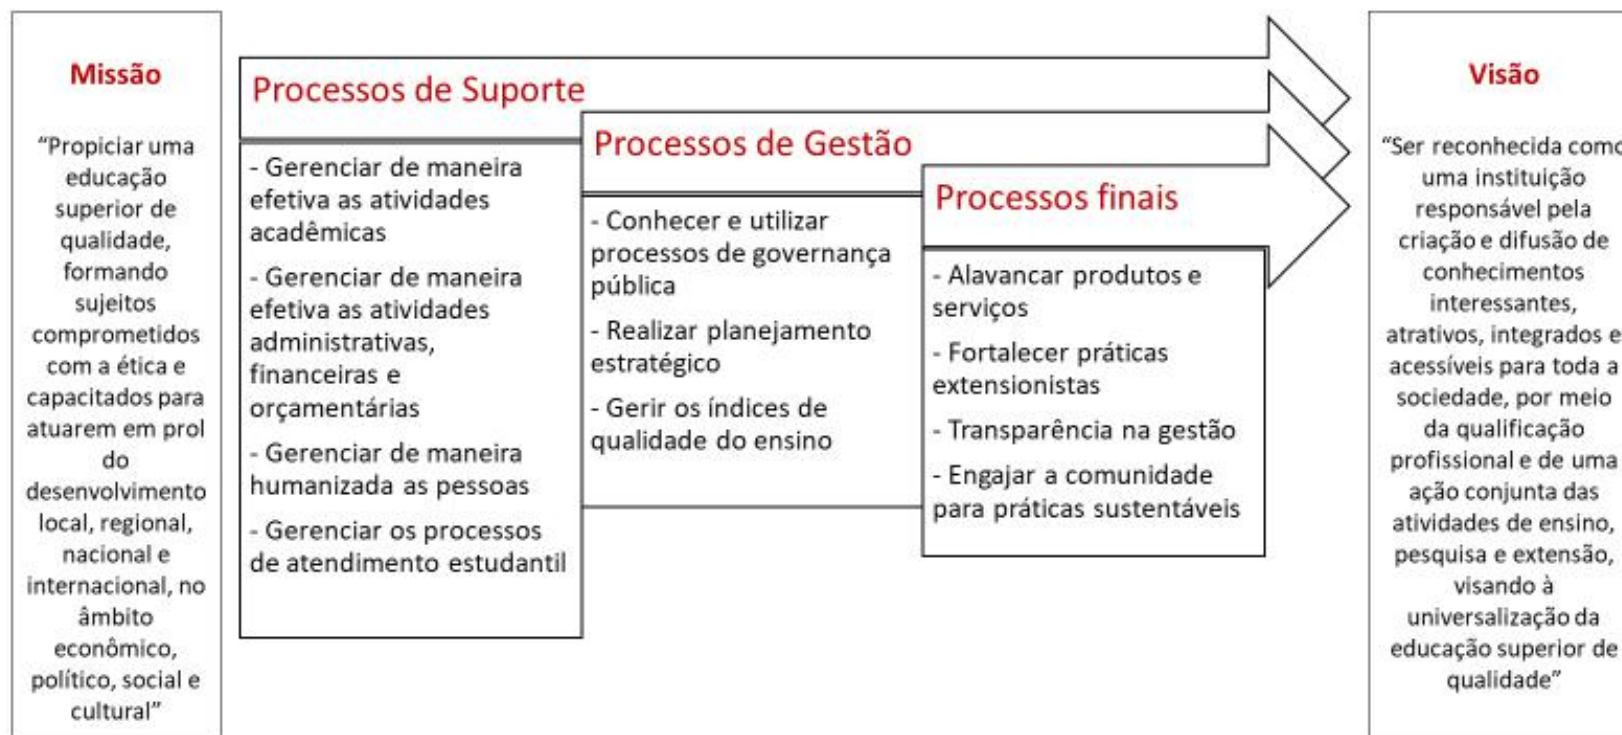 Missão
“Propiciar uma
educação
superior de
qualidade,
formando
sujeitos
comprometidos
com a ética e
capacitados para
atuarem em prol
do
desenvolvimento
local, regional,
nacional e
internacional, no
âmbito
econômico,
político, social e
cultural”
Processos de Suporte
- Gerenciar de maneira
efetiva as atividades
acadêmicas
- Gerenciar de maneira
efetiva as atividades
administrativas,
financeiras e
orçamentárias
- Gerenciar de maneira
humanizada as pessoas
- Gerenciar os processos
de atendimento estudantil
Processos de Gestão
- Conhecer e utilizar
processos de governança
pública
- Realizar planejamento
estratégico
- Gerir os índices de
qualidade do ensino
Processos finais
- Alavancar produtos e
serviços
- Fortalecer práticas
extensionistas
- Transparência na gestão
- Engajar a comunidade
para práticas sustentáveis
Visão
“Ser reconhecida como
uma instituição
responsável pela
criação e difusão de
conhecimentos
interessantes,
atrativos, integrados e
acessíveis para toda a
sociedade, por meio
da qualificação
profissional e de uma
ação conjunta das
atividades de ensino,
pesquisa e extensão,
visando à
universalização da
educação superior de
qualidade”